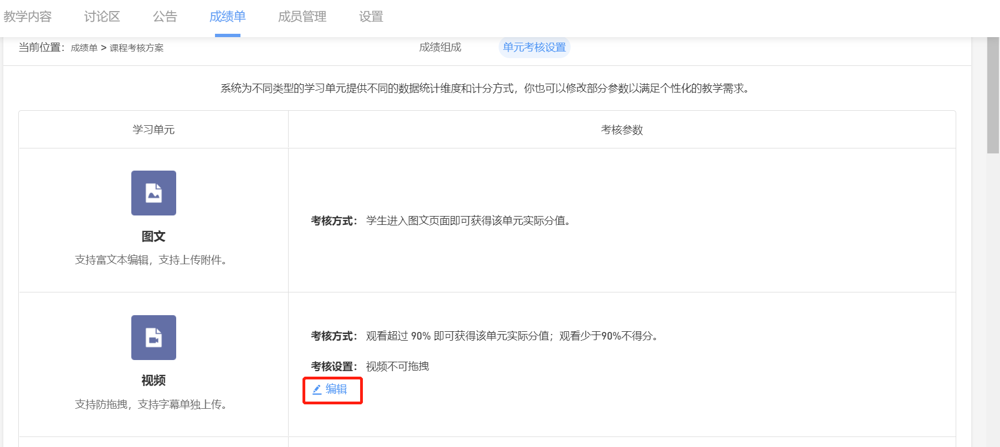 教学内容 讨论区 公告 成绩单 成员管理 设置
当前位置：成绩单 > 课程考核方案 成绩组成 单元考核设置
系统为不同类型的学习单元提供不同的数据统计维度和计分方式，你也可以修改部分参数以满足个性化的教学需求。
学习单元 考核参数
考核方式： 学生进入图文页面即可获得该单元实际分值。
图文
支持富文本编辑，支持上传附件。
考核方式： 观看超过 90% 即可获得该单元实际分值；观看少于90%不得分。
考核设置： 视频不可拖拽
编辑
视频
支持防拖拽，支持字幕单独上传。